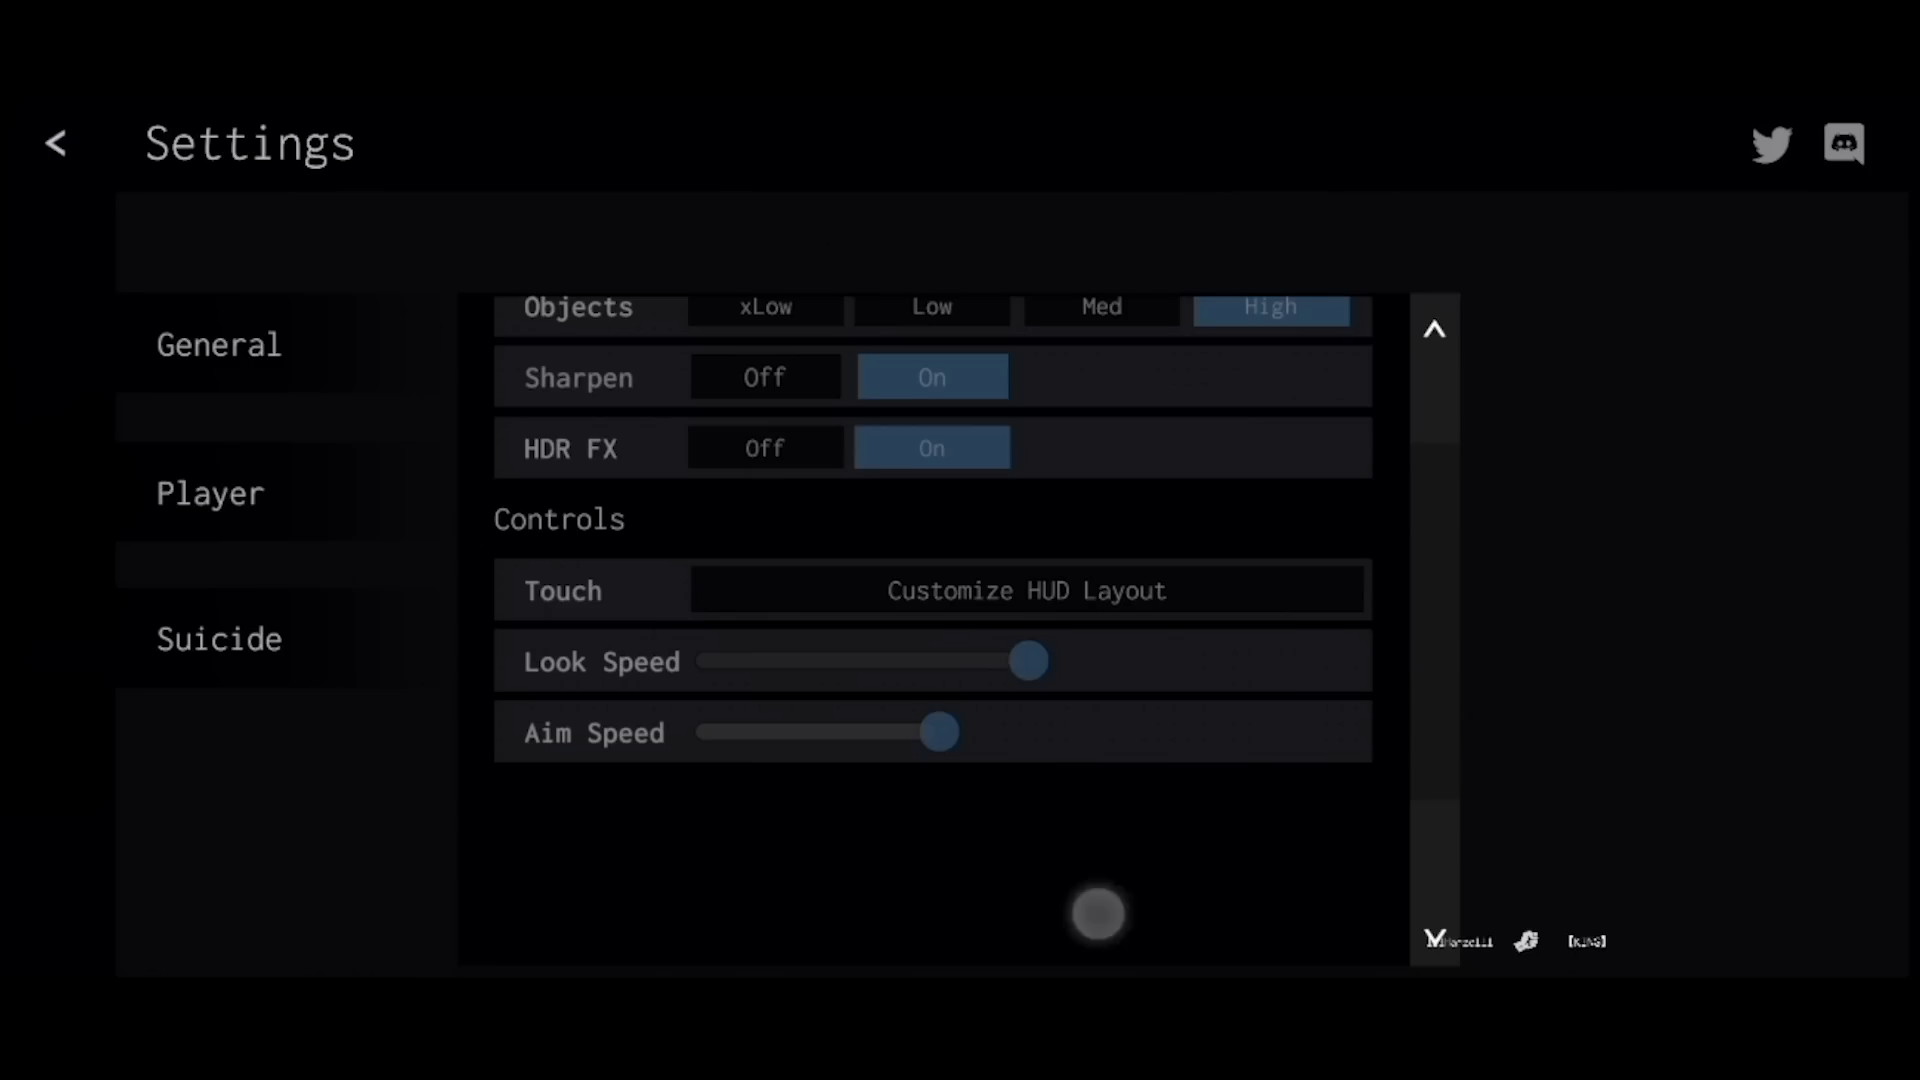 < Settings
General
Player
Suicide
Objects xLow Low Med High
Sharpen Off On
HDR FX Off On
Controls
Touch Customize HUD Layout
Look Speed
Aim Speed
[KING]